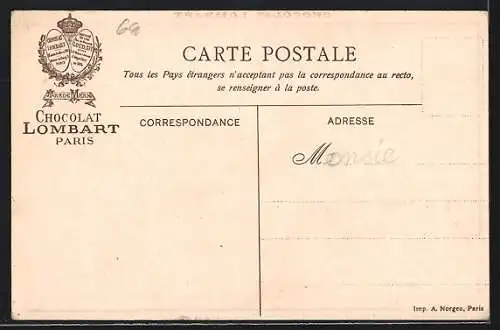 69
CARTE POSTALE
Tous les Pays étrangers n'acceptant pas la correspondance au recto,
se renseigner à la poste.
CHOCOLAT
LOMBART
PARIS
CORRESPONDANCE
ADRESSE
Monsie
Imp. A. Norgeu, Paris